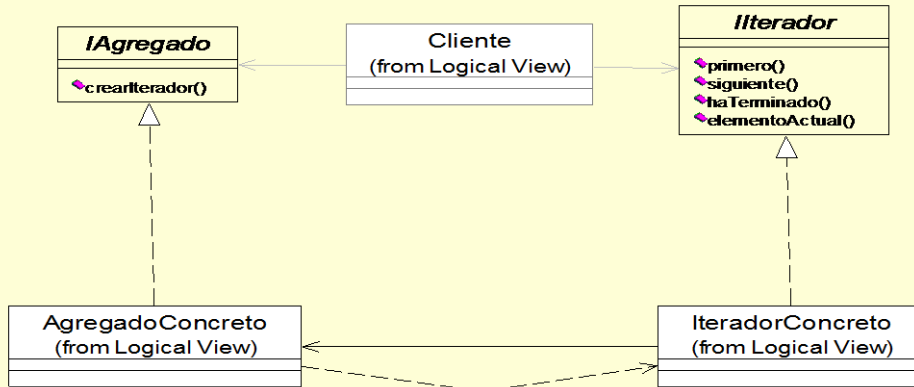 IAgregado
crearIterador()
Cliente
(from Logical View)
IIterador
primero()
siguiente()
haTerminado()
elementoActual()
AgregadoConcreto
(from Logical View)
IteradorConcreto
(from Logical View)